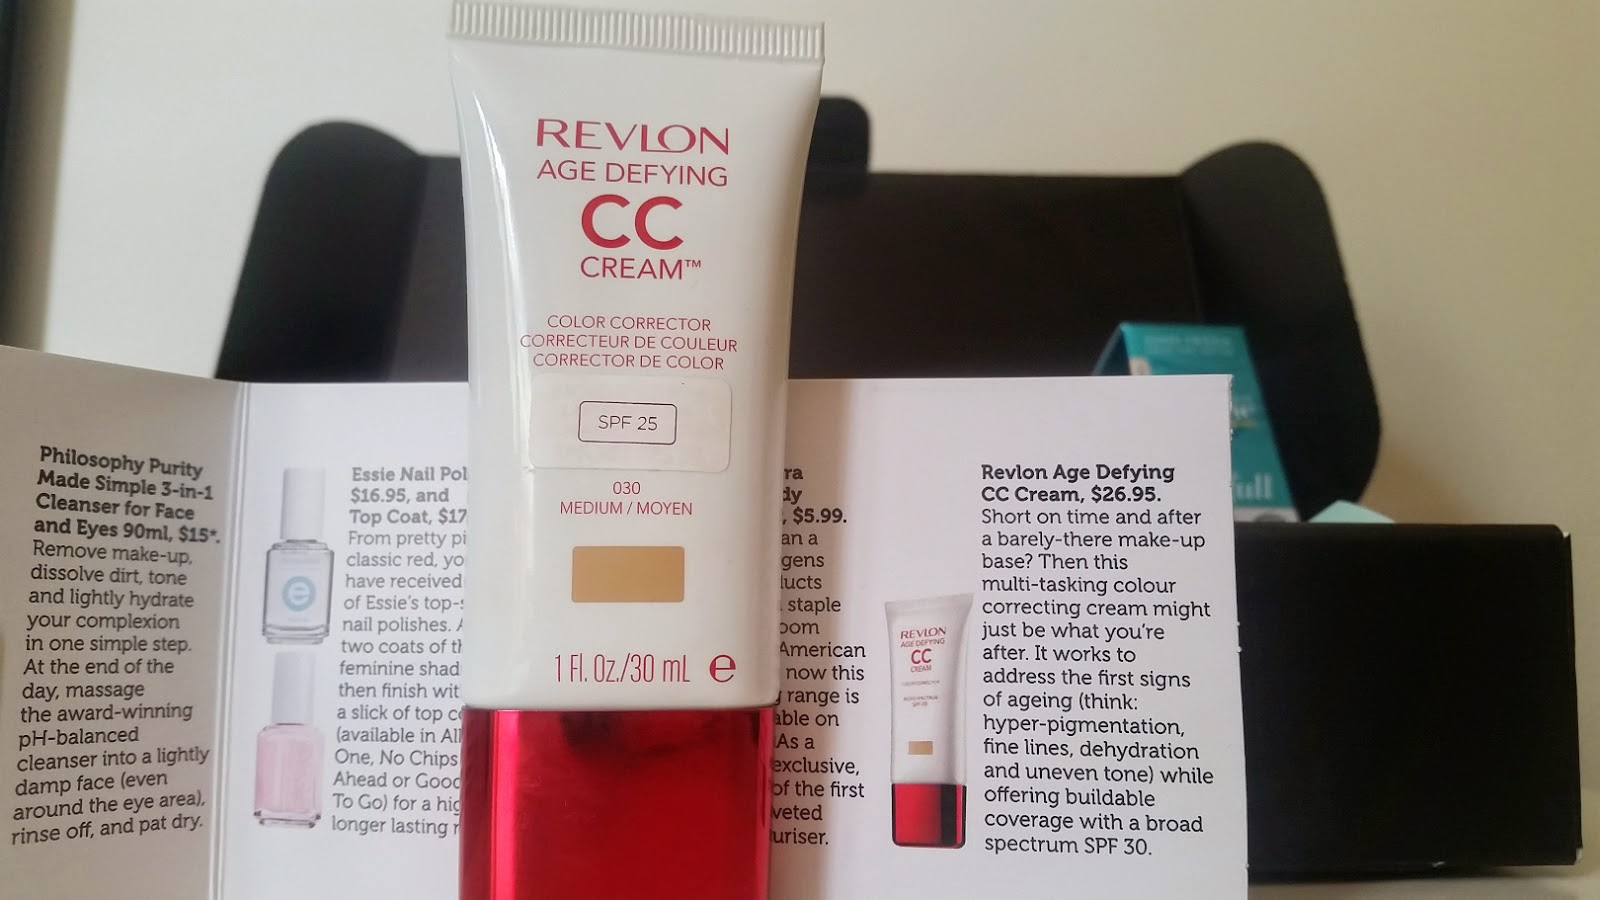 REVLON
AGE DEFYING
CC
CREAM™
COLOR CORRECTOR
CORRECTEUR DE COULEUR
CORRECTOR DE COLOR
SPF 25
030
MEDIUM / MOYEN
1 Fl. Oz./30 mL e
Philosophy Purity
Made Simple 3-in-1
Cleanser for Face
and Eyes 90ml, $15*.
Remove make-up,
dissolve dirt, tone
and lightly hydrate
your complexion
in one simple step.
At the end of the
day, massage
the award-winning
pH-balanced
cleanser into a lightly
damp face (even
around the eye area),
rinse off, and pat dry.
e
Essie Nail Pol
$16.95, and
Top Coat, $17
From pretty pi
classic red, yo
have received
of Essie's top-s
nail polishes. A
two coats of th
feminine shad
then finish wit
a slick of top co
(available in All
One, No Chips
Ahead or Good
To Go) for a hig
longer lasting
ra
dy
, $5.99.
an a
gens
lucts
staple
oom
American
now this
range is
able on
As a
exclusive,
of the first
veted
uriser.
REVLON
AGE DEFYING
CC
CREAM
Revlon Age Defying
CC Cream, $26.95.
Short on time and after
a barely-there make-up
base? Then this
multi-tasking colour
correcting cream might
just be what you're
after. It works to
address the first signs
of ageing (think:
hyper-pigmentation,
fine lines, dehydration
and uneven tone) while
offering buildable
coverage with a broad
spectrum SPF 30.
full